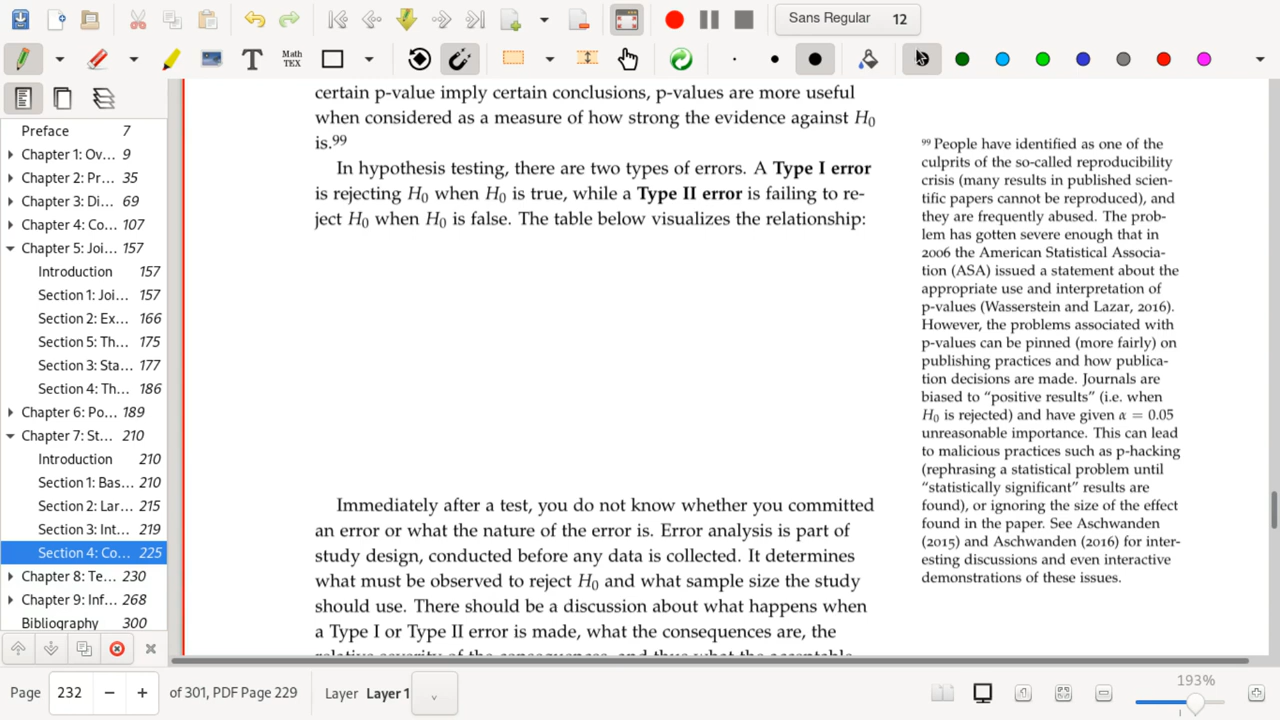 Sans Regular 12
Math
TEX
Preface 7
Chapter 1: Ov... 9
Chapter 2: Pr... 35
Chapter 3: Di... 69
Chapter 4: Co... 107
Chapter 5: Joi... 157
Introduction 157
Section 1: Joi... 157
Section 2: Ex... 166
Section 5: Th... 175
Section 3: Sta... 177
Section 4: Th... 186
Chapter 6: Po... 189
Chapter 7: St... 210
Introduction 210
Section 1: Bas... 210
Section 2: Lar... 215
Section 3: Int... 219
Section 4: Co... 225
Chapter 8: Te... 230
Chapter 9: Inf... 268
Bibliography 300
certain p-value imply certain conclusions, p-values are more useful
when considered as a measure of how strong the evidence against H₀
is.⁹⁹
In hypothesis testing, there are two types of errors. A Type I error
is rejecting H₀ when H₀ is true, while a Type II error is failing to re-
ject H₀ when H₀ is false. The table below visualizes the relationship:
Immediately after a test, you do not know whether you committed
an error or what the nature of the error is. Error analysis is part of
study design, conducted before any data is collected. It determines
what must be observed to reject H₀ and what sample size the study
should use. There should be a discussion about what happens when
a Type I or Type II error is made, what the consequences are, the
relative severity of the consequences, and thus what the acceptable
⁹⁹ People have identified as one of the
culprits of the so-called reproducibility
crisis (many results in published scien-
tific papers cannot be reproduced), and
they are frequently abused. The prob-
lem has gotten severe enough that in
2006 the American Statistical Associa-
tion (ASA) issued a statement about the
appropriate use and interpretation of
p-values (Wasserstein and Lazar, 2016).
However, the problems associated with
p-values can be pinned (more fairly) on
publishing practices and how publica-
tion decisions are made. Journals are
biased to “positive results” (i.e. when
H₀ is rejected) and have given α = 0.05
unreasonable importance. This can lead
to malicious practices such as p-hacking
(rephrasing a statistical problem until
“statistically significant” results are
found), or ignoring the size of the effect
found in the paper. See Aschwanden
(2015) and Aschwanden (2016) for inter-
esting discussions and even interactive
demonstrations of these issues.
Page 232 of 301, PDF Page 229 Layer Layer 1 193%